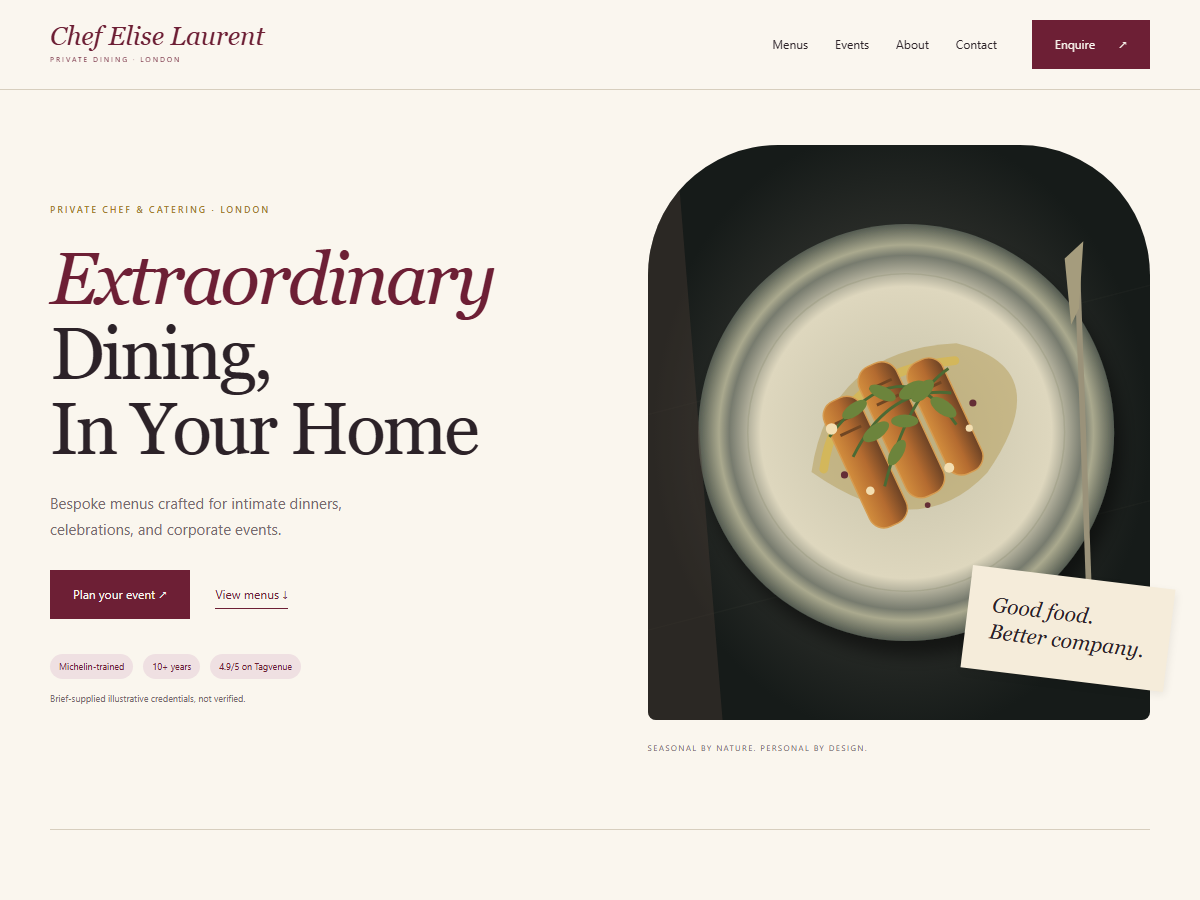 Chef Elise Laurent
PRIVATE DINING · LONDON
Menus
Events
About
Contact
Enquire ↗
PRIVATE CHEF & CATERING · LONDON
Extraordinary
Dining,
In Your Home
Bespoke menus crafted for intimate dinners,
celebrations, and corporate events.
Plan your event ↗
View menus ↓
Michelin-trained
10+ years
4.9/5 on Tagvenue
Brief-supplied illustrative credentials, not verified.
Good food.
Better company.
SEASONAL BY NATURE. PERSONAL BY DESIGN.